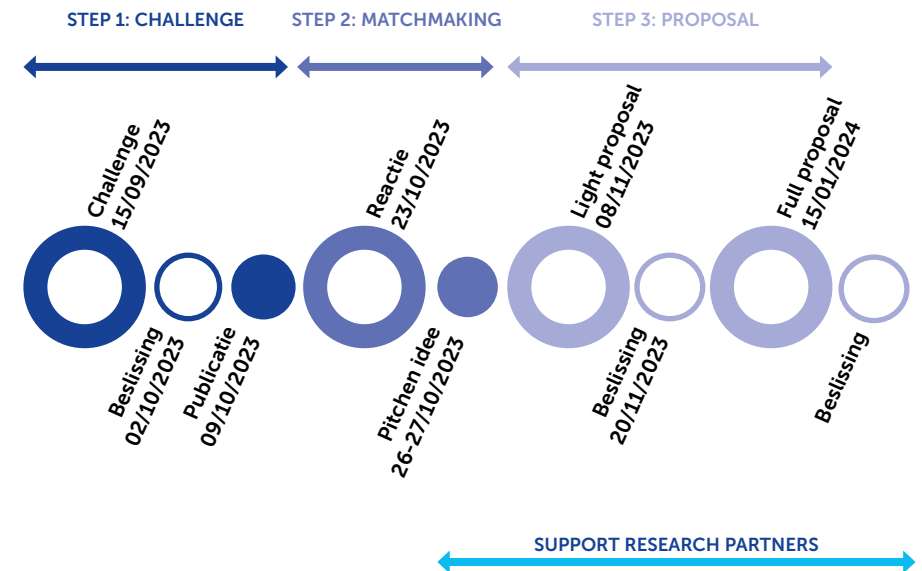 STEP 1: CHALLENGE
STEP 2: MATCHMAKING
STEP 3: PROPOSAL
Challenge
15/09/2023
Beslissing
02/10/2023
Publicatie
09/10/2023
Reactie
23/10/2023
Pitchen idee
26-27/10/2023
Light proposal
08/11/2023
Beslissing
20/11/2023
Full proposal
15/01/2024
Beslissing
SUPPORT RESEARCH PARTNERS